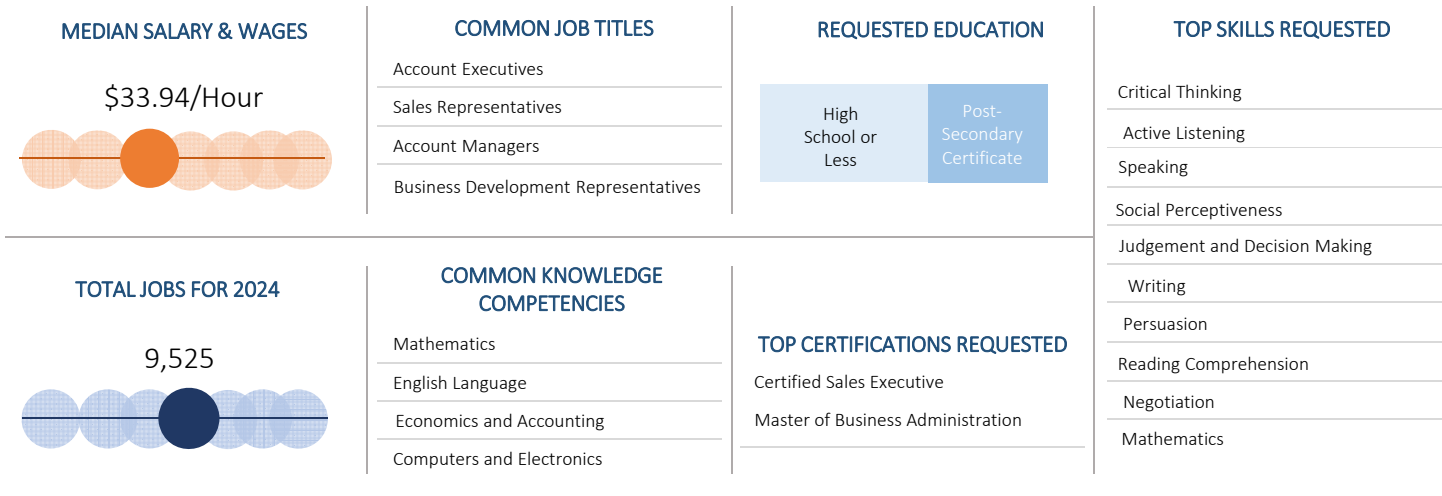 MEDIAN SALARY & WAGES
$33.94/Hour
COMMON JOB TITLES
Account Executives
Sales Representatives
Account Managers
Business Development Representatives
REQUESTED EDUCATION
High
School or
Less
Post-
Secondary
Certificate
TOP SKILLS REQUESTED
Critical Thinking
Active Listening
Speaking
Social Perceptiveness
Judgement and Decision Making
Writing
Persuasion
Reading Comprehension
Negotiation
Mathematics
TOTAL JOBS FOR 2024
9,525
COMMON KNOWLEDGE
COMPETENCIES
Mathematics
English Language
Economics and Accounting
Computers and Electronics
TOP CERTIFICATIONS REQUESTED
Certified Sales Executive
Master of Business Administration